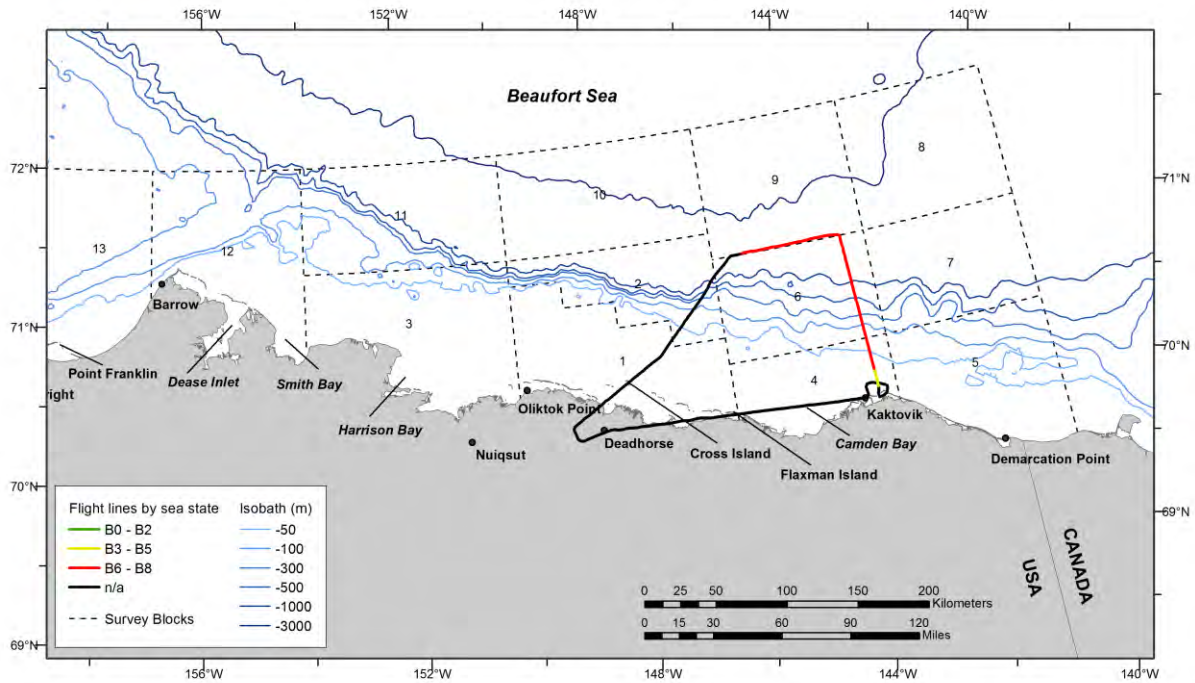 156°W 152°W 148°W 144°W 140°W
Beaufort Sea
72°N
71°N
8
9
10
11
13
12
7
2
6
Barrow
71°N
3
70°N
1
5
Point Franklin
Dease Inlet
Smith Bay
4
right
Harrison Bay
Oliktok Point
Kaktovik
Deadhorse
Camden Bay
Nuiqsut
Cross Island
Demarcation Point
Flaxman Island
70°N
69°N
Flight lines by sea state
B0 - B2
B3 - B5
B6 - B8
n/a
Survey Blocks
Isobath (m)
-50
-100
-300
-500
-1000
-3000
CANADA
USA
0 25 50 100 150 200
Kilometers
0 15 30 60 90 120
Miles
69°N
156°W 152°W 148°W 144°W 140°W